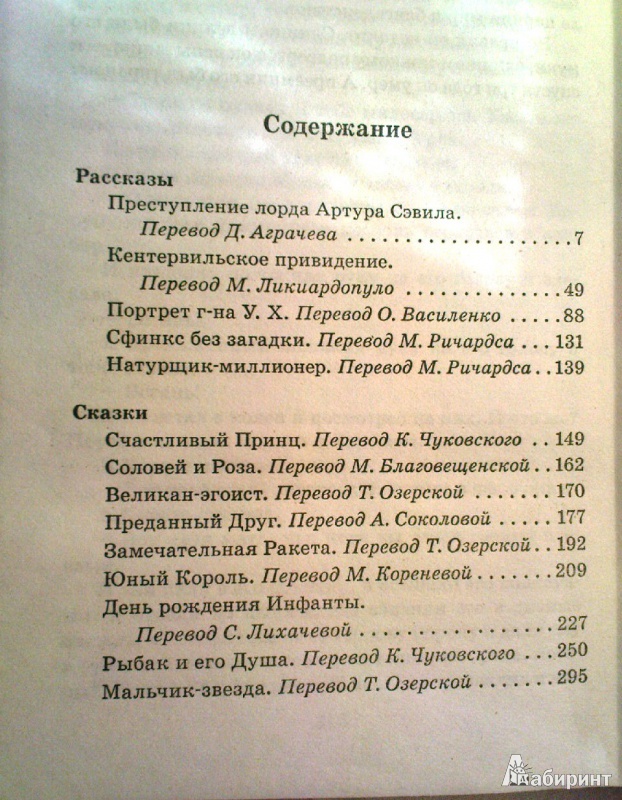 Содержание
Рассказы
Преступление лорда Артура Сэвила.
Перевод Д. Аграчева ................ 7
Кентервильское привидение.
Перевод М. Ликиардопуло .............. 49
Портрет г-на У. Х. Перевод О. Василенко ..... 88
Сфинкс без загадки. Перевод М. Ричардса ... 131
Натурщик-миллионер. Перевод М. Ричардса .. 139
Сказки
Счастливый Принц. Перевод К. Чуковского .. 149
Соловей и Роза. Перевод М. Благовещенской .. 162
Великан-эгоист. Перевод Т. Озерской ....... 170
Преданный Друг. Перевод А. Соколовой ..... 177
Замечательная Ракета. Перевод Т. Озерской .. 192
Юный Король. Перевод М. Кореневой ....... 209
День рождения Инфанты.
Перевод С. Лихачевой ................. 227
Рыбак и его Душа. Перевод К. Чуковского ... 250
Мальчик-звезда. Перевод Т. Озерской ....... 295
Лабиринт